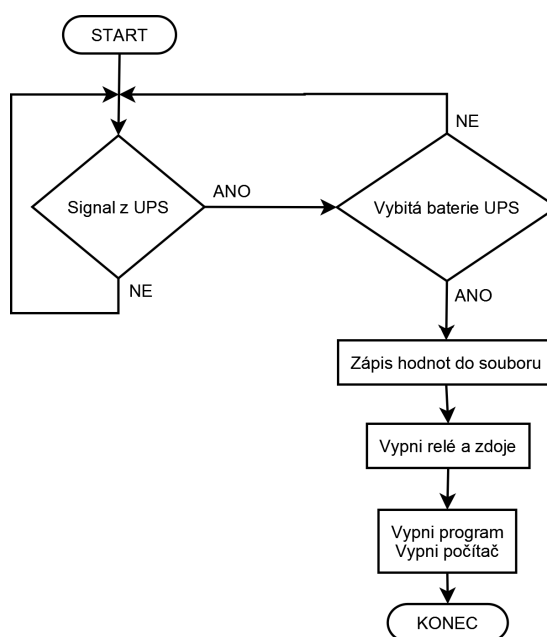 START
NE
Signal z UPS
ANO
Vybitá baterie UPS
NE
ANO
Zápis hodnot do souboru
Vypni relé a zdoje
Vypni program
Vypni počítač
KONEC